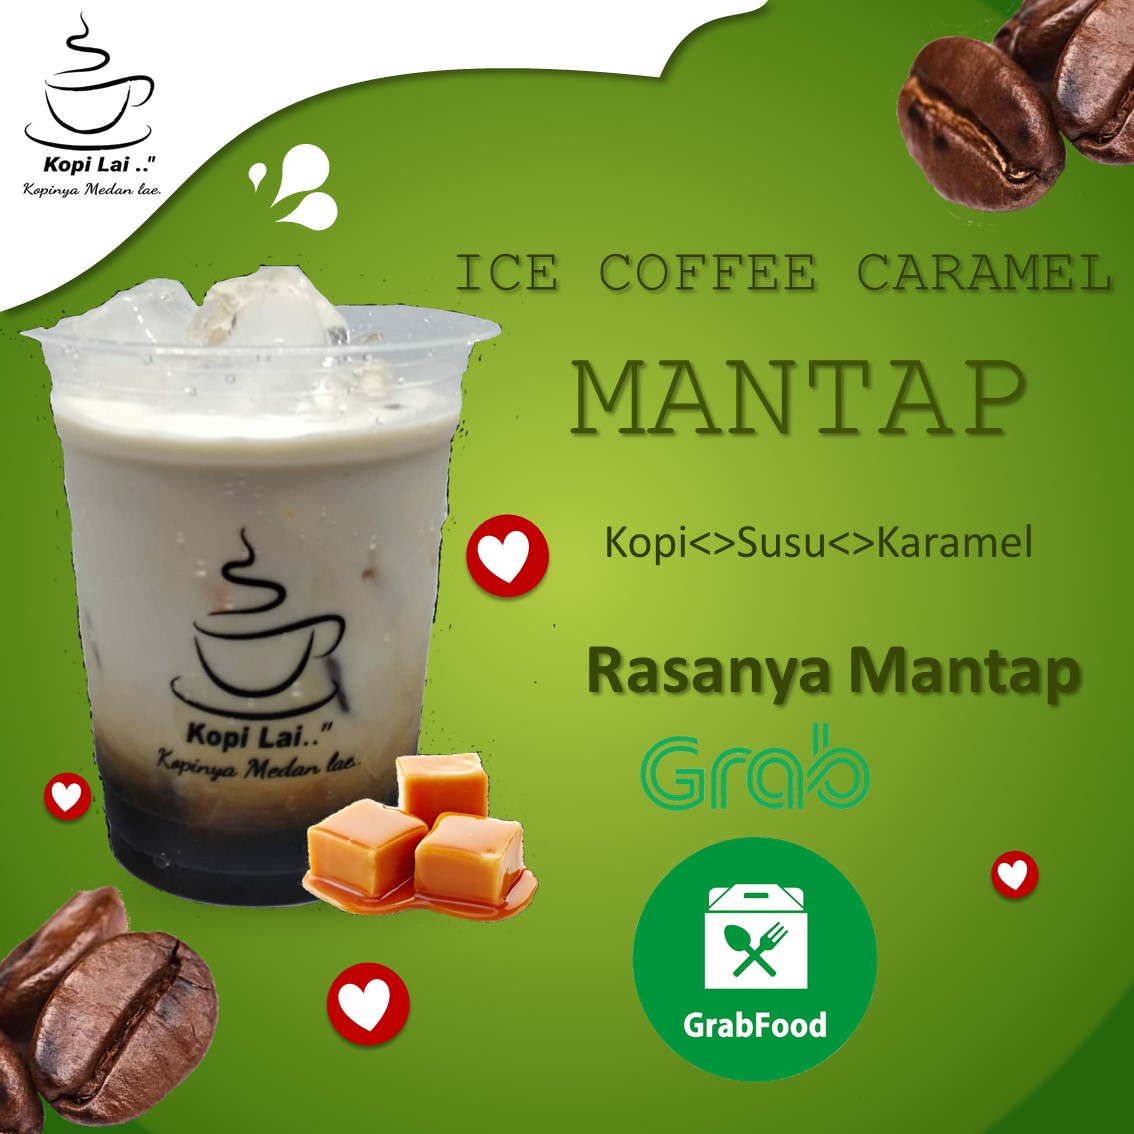 Kopi Lai .."
Kopinya Medan lae.
ICE COFFEE CARAMEL
MANTAP
Kopi<>Susu<>Karamel
Rasanya Mantap
Grab
Kopi Lai.."
Kopinya Medan lae..
GrabFood